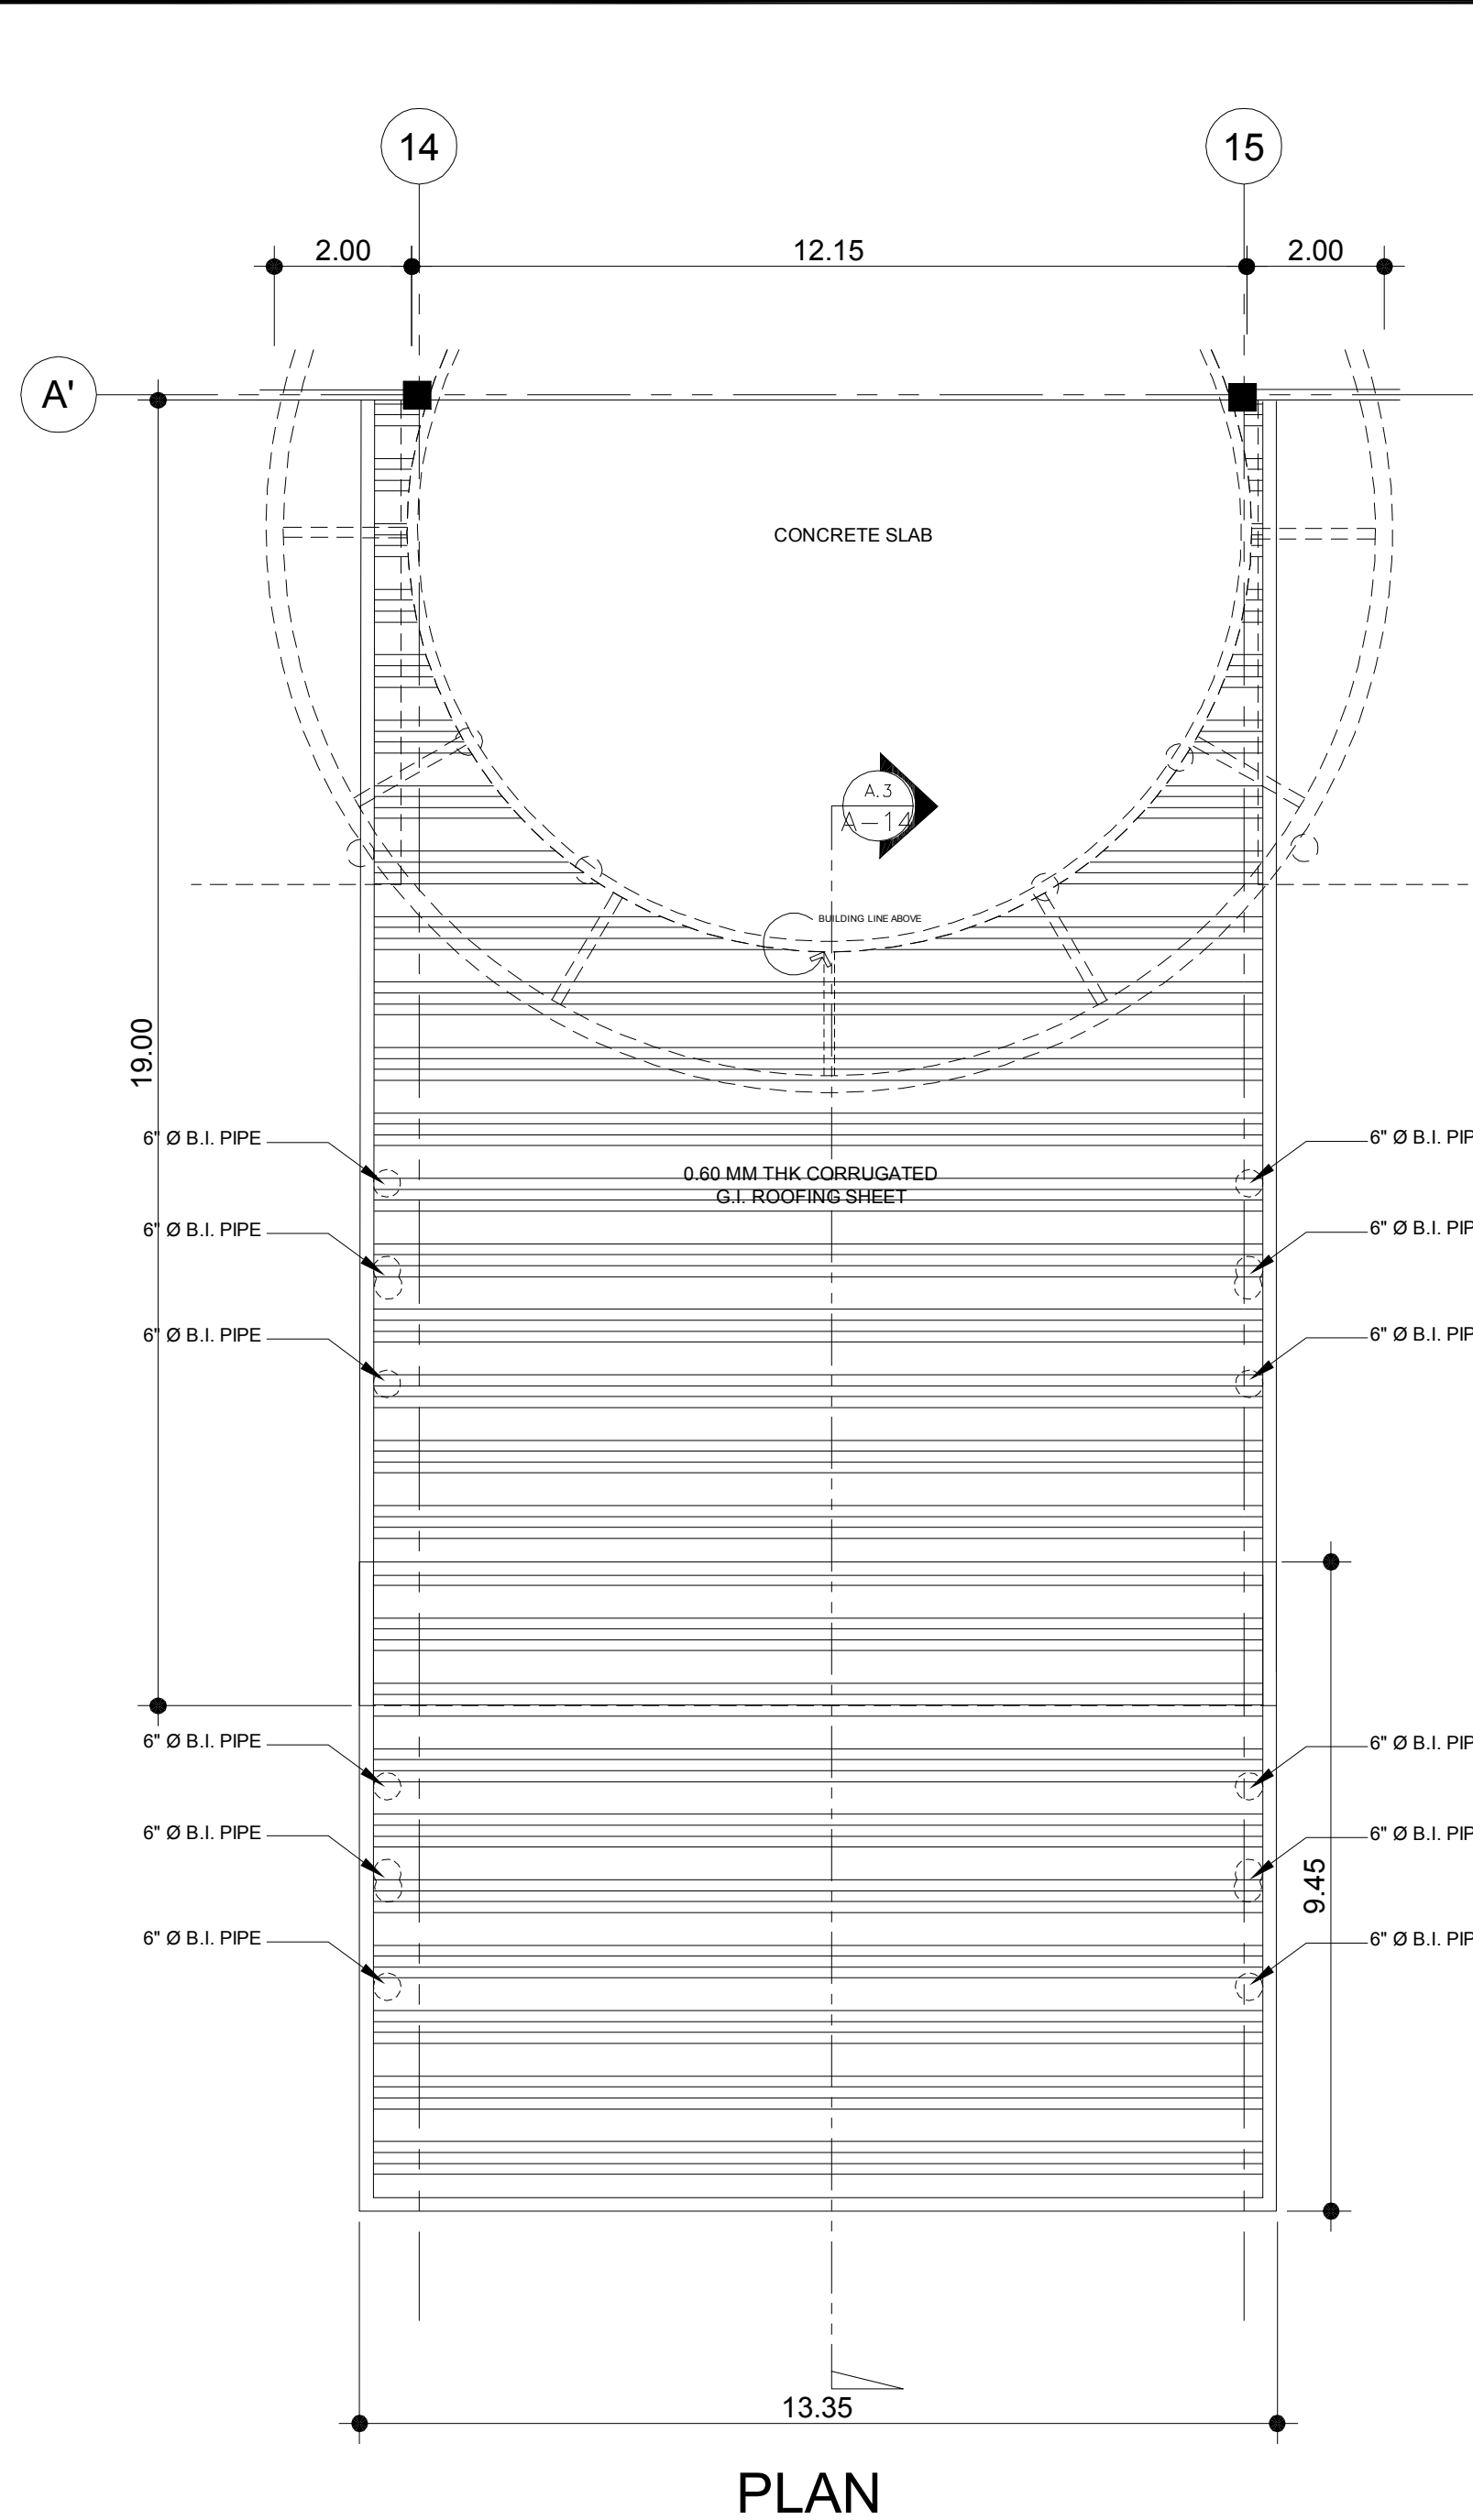 14
15
2.00
12.15
2.00
A'
CONCRETE SLAB
A.3
A-14
BUILDING LINE ABOVE
19.00
6" Ø B.I. PIPE
6" Ø B.I. PIP
0.60 MM THK CORRUGATED
G.I. ROOFING SHEET
6" Ø B.I. PIPE
6" Ø B.I. PIP
6" Ø B.I. PIPE
6" Ø B.I. PIP
6" Ø B.I. PIPE
6" Ø B.I. PIP
6" Ø B.I. PIPE
6" Ø B.I. PIP
9.45
6" Ø B.I. PIPE
6" Ø B.I. PIP
13.35
PLAN